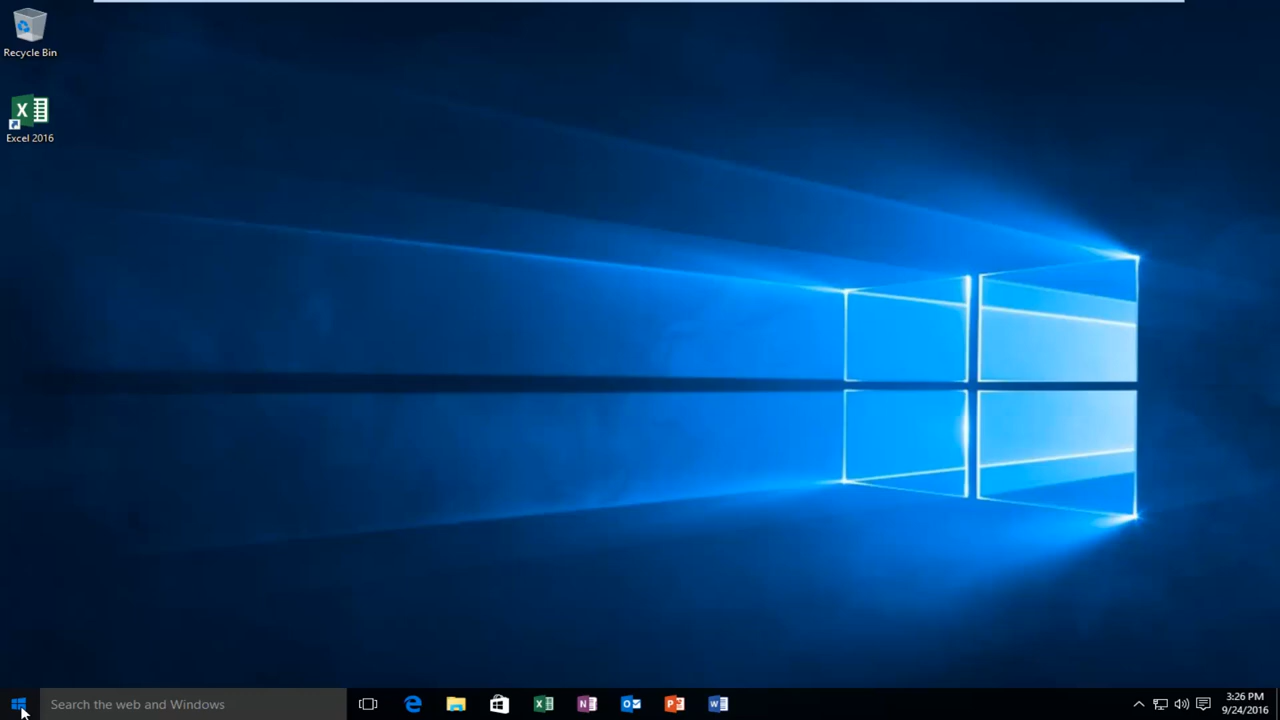 Recycle Bin
Excel 2016
Search the web and Windows
3:26 PM
9/24/2016